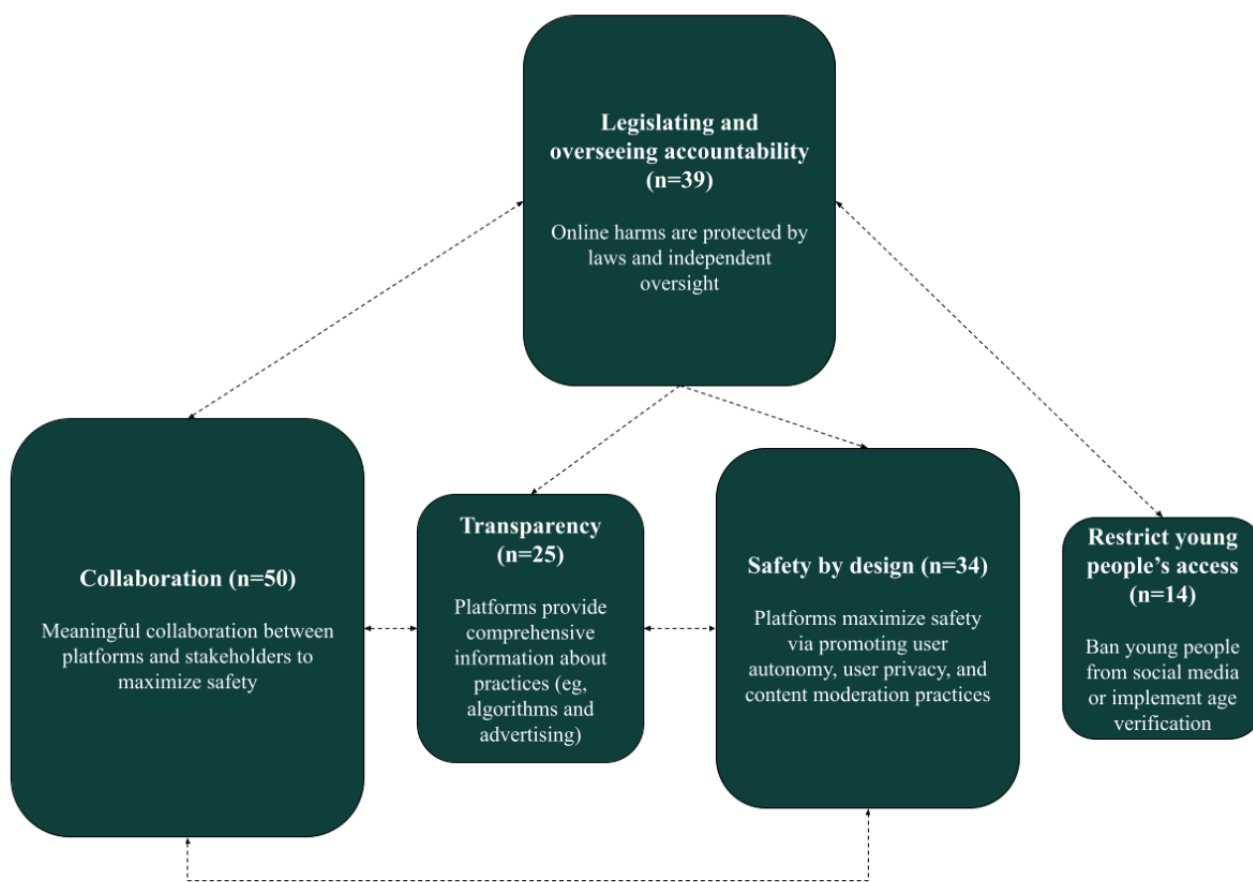 Legislating and
overseeing accountability
(n=39)
Online harms are protected by
laws and independent
oversight
Collaboration (n=50)
Meaningful collaboration between
platforms and stakeholders to
maximize safety
Transparency
(n=25)
Platforms provide
comprehensive
information about
practices (eg,
algorithms and
advertising)
Safety by design (n=34)
Platforms maximize safety
via promoting user
autonomy, user privacy, and
content moderation practices
Restrict young
people’s access
(n=14)
Ban young people
from social media
or implement age
verification